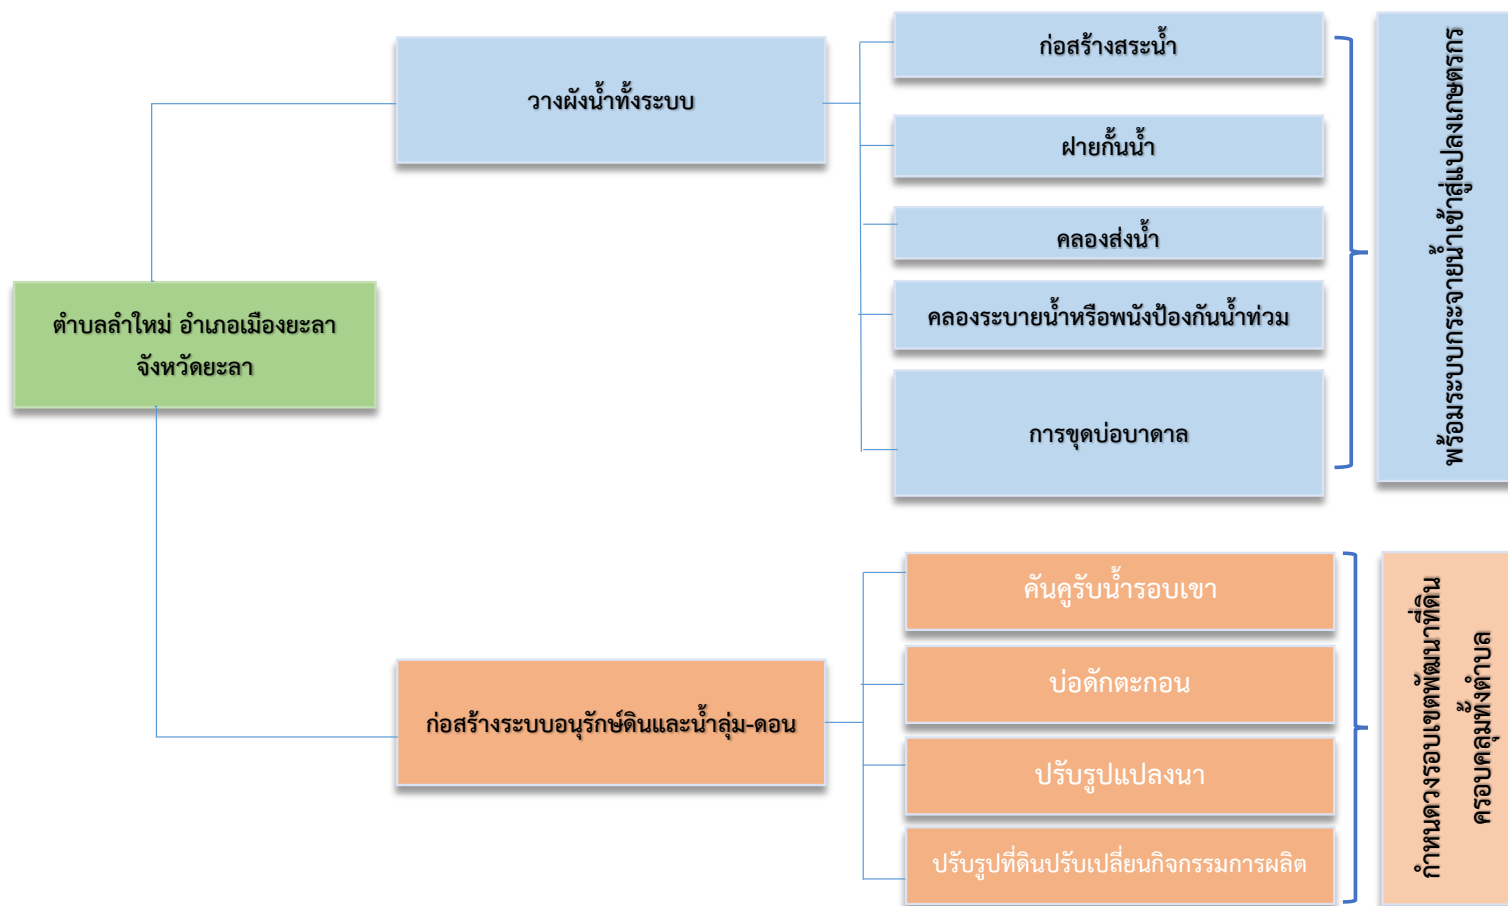 ตำบลลำใหม่ อำเภอเมืองยะลา
จังหวัดยะลา
วางผังน้ำทั้งระบบ
ก่อสร้างสระน้ำ
ฝายกั้นน้ำ
คลองส่งน้ำ
คลองระบายน้ำหรือพนังป้องกันน้ำท่วม
การขุดบ่อบาดาล
พร้อมระบบกระจายน้ำเข้าสู่แปลงเกษตรกร
ก่อสร้างระบบอนุรักษ์ดินและน้ำลุ่ม-ดอน
คันคูรับน้ำรอบเขา
บ่อดักตะกอน
ปรับรูปแปลงนา
ปรับรูปที่ดินปรับเปลี่ยนกิจกรรมการผลิต
กำหนดวงรอบเขตพัฒนาที่ดิน
ครอบคลุมทั้งตำบล